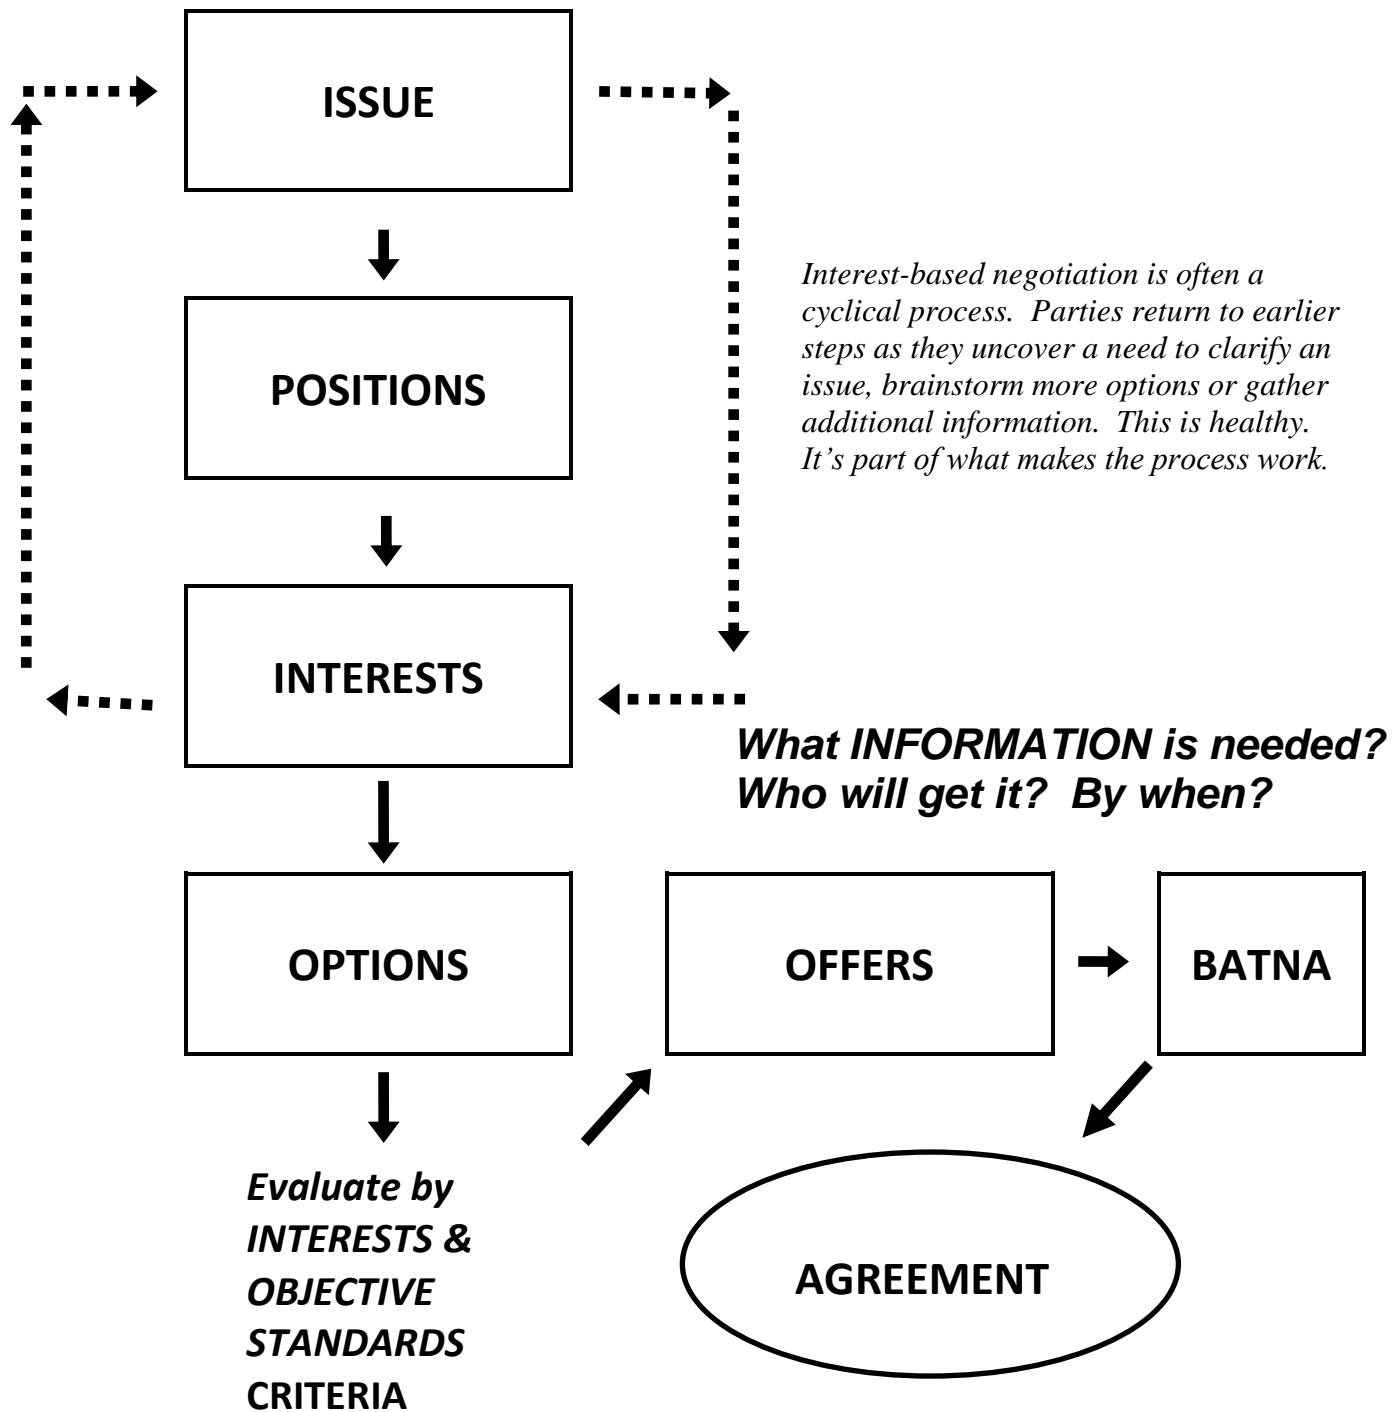 ISSUE
POSITIONS
Interest-based negotiation is often a
cyclical process.  Parties return to earlier
steps as they uncover a need to clarify an
issue, brainstorm more options or gather
additional information.  This is healthy.
It’s part of what makes the process work.
INTERESTS
What INFORMATION is needed?
Who will get it?  By when?
OPTIONS
OFFERS
BATNA
Evaluate by
INTERESTS &
OBJECTIVE
STANDARDS
CRITERIA
AGREEMENT